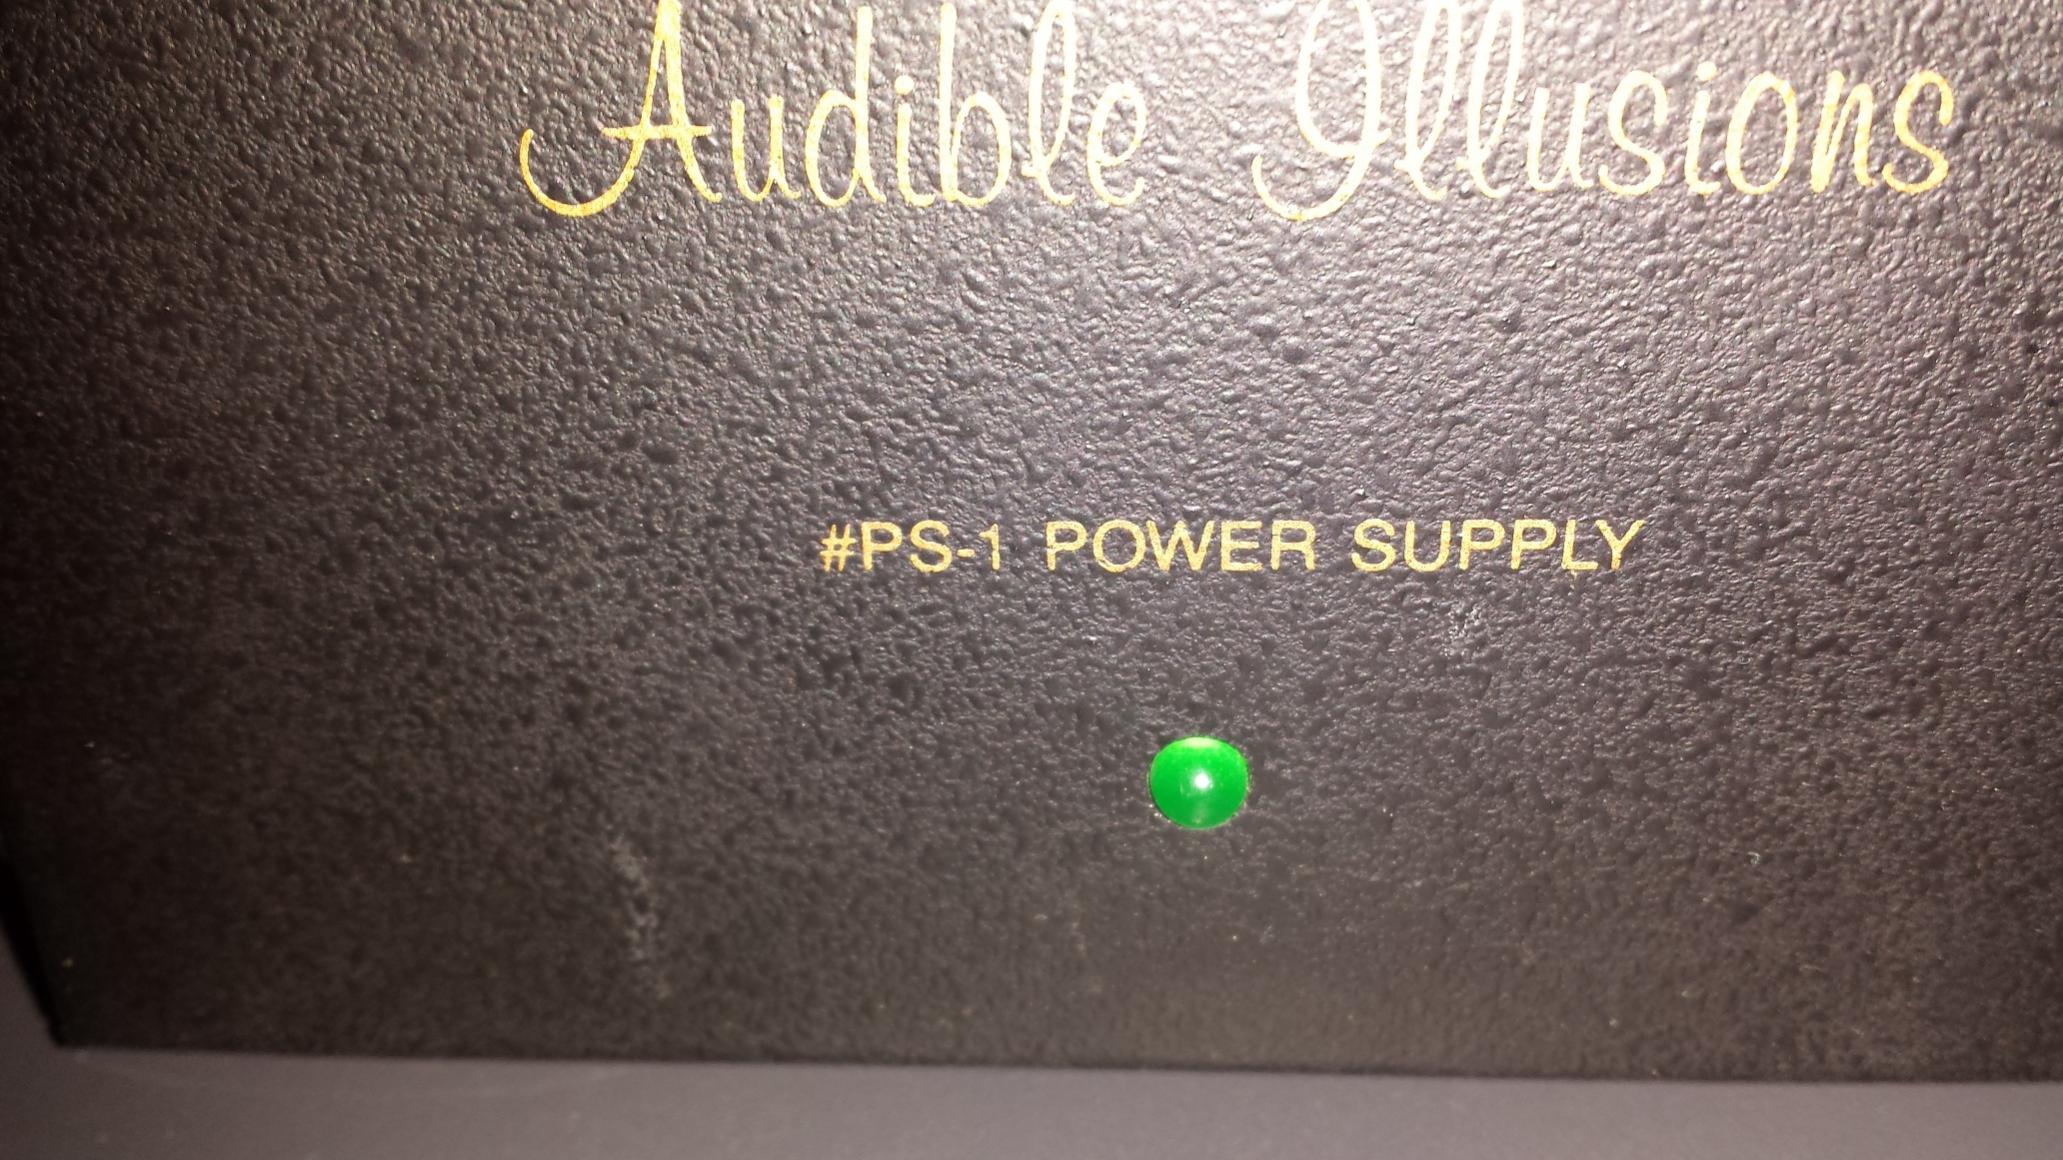 Audible Illusions
#PS-1 POWER SUPPLY